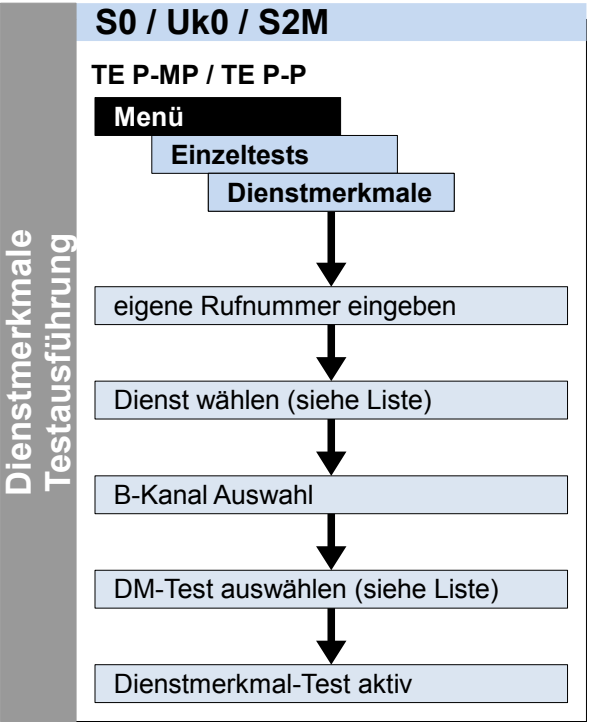 S0 / Uk0 / S2M
TE P-MP / TE P-P
Menü
Einzeltests
Dienstmerkmale
eigene Rufnummer eingeben
Dienst wählen (siehe Liste)
B-Kanal Auswahl
DM-Test auswählen (siehe Liste)
Dienstmerkmal-Test aktiv
Dienstmerkmale
Testausführung